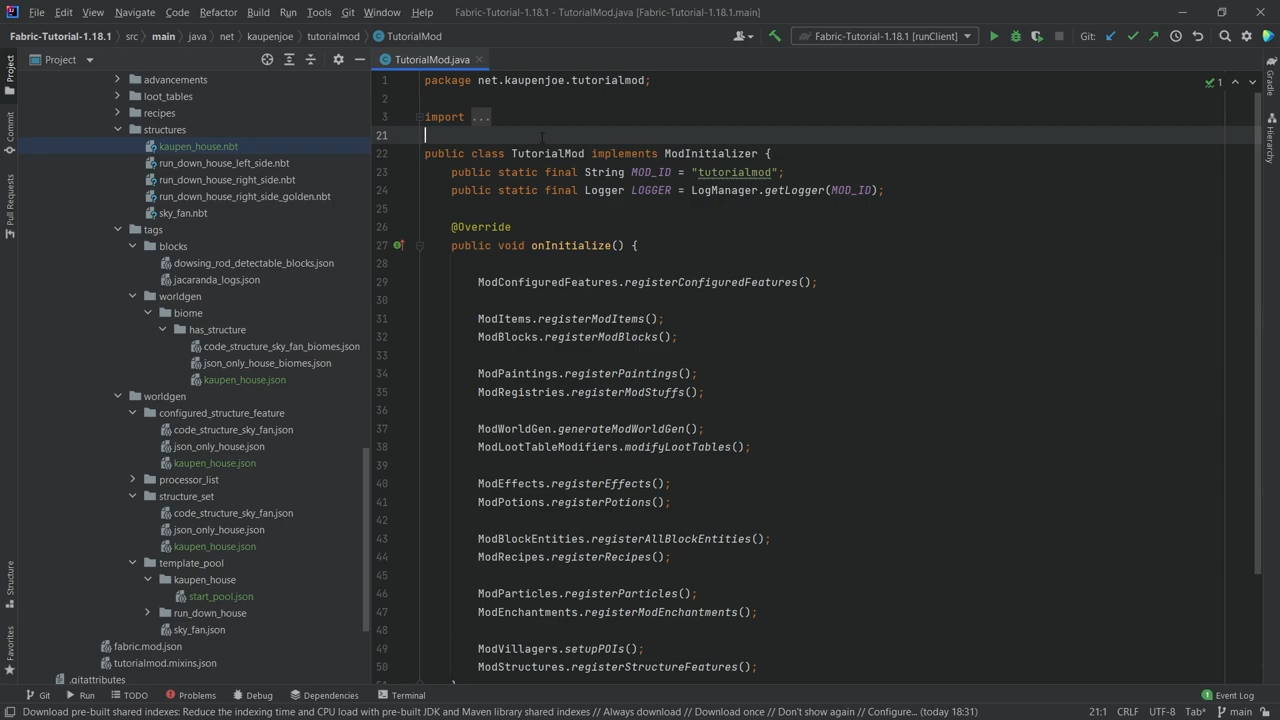 File Edit View Navigate Code Refactor Build Run Tools Git Window Help Fabric-Tutorial-1.18.1 - TutorialMod.java [Fabric-Tutorial-1.18.1.main]
Fabric-Tutorial-1.18.1 src main java net kaupenjoe tutorialmod TutorialMod Fabric-Tutorial-1.18.1 [runClient] Git:
Project TutorialMod.java
Project
Commit
Pull Requests
Structure
Favorites
Gradle
Hierarchy
advancements
loot_tables
recipes
structures
kaupen_house.nbt
run_down_house_left_side.nbt
run_down_house_right_side.nbt
run_down_house_right_side_golden.nbt
sky_fan.nbt
tags
blocks
dowsing_rod_detectable_blocks.json
jacaranda_logs.json
worldgen
biome
has_structure
code_structure_sky_fan_biomes.json
json_only_house_biomes.json
kaupen_house.json
worldgen
configured_structure_feature
code_structure_sky_fan.json
json_only_house.json
kaupen_house.json
processor_list
structure_set
code_structure_sky_fan.json
json_only_house.json
kaupen_house.json
template_pool
kaupen_house
start_pool.json
run_down_house
sky_fan.json
fabric.mod.json
tutorialmod.mixins.json
.gitattributes
1 package net.kaupenjoe.tutorialmod; 1
2
3 import ...
21
22 public class TutorialMod implements ModInitializer {
23 public static final String MOD_ID = "tutorialmod";
24 public static final Logger LOGGER = LogManager.getLogger(MOD_ID);
25
26 @Override
27 public void onInitialize() {
28
29 ModConfiguredFeatures.registerConfiguredFeatures();
30
31 ModItems.registerModItems();
32 ModBlocks.registerModBlocks();
33
34 ModPaintings.registerPaintings();
35 ModRegistries.registerModStuffs();
36
37 ModWorldGen.generateModWorldGen();
38 ModLootTableModifiers.modifyLootTables();
39
40 ModEffects.registerEffects();
41 ModPotions.registerPotions();
42
43 ModBlockEntities.registerAllBlockEntities();
44 ModRecipes.registerRecipes();
45
46 ModParticles.registerParticles();
47 ModEnchantments.registerModEnchantments();
48
49 ModVillagers.setupPOIs();
50 ModStructures.registerStructureFeatures();
Git Run TODO Problems Debug Dependencies Terminal 1 Event Log
Download pre-built shared indexes: Reduce the indexing time and CPU load with pre-built JDK and Maven library shared indexes // Always download // Download once // Don't show again // Configure... (today 18:31) 21:1 CRLF UTF-8 Tab* main